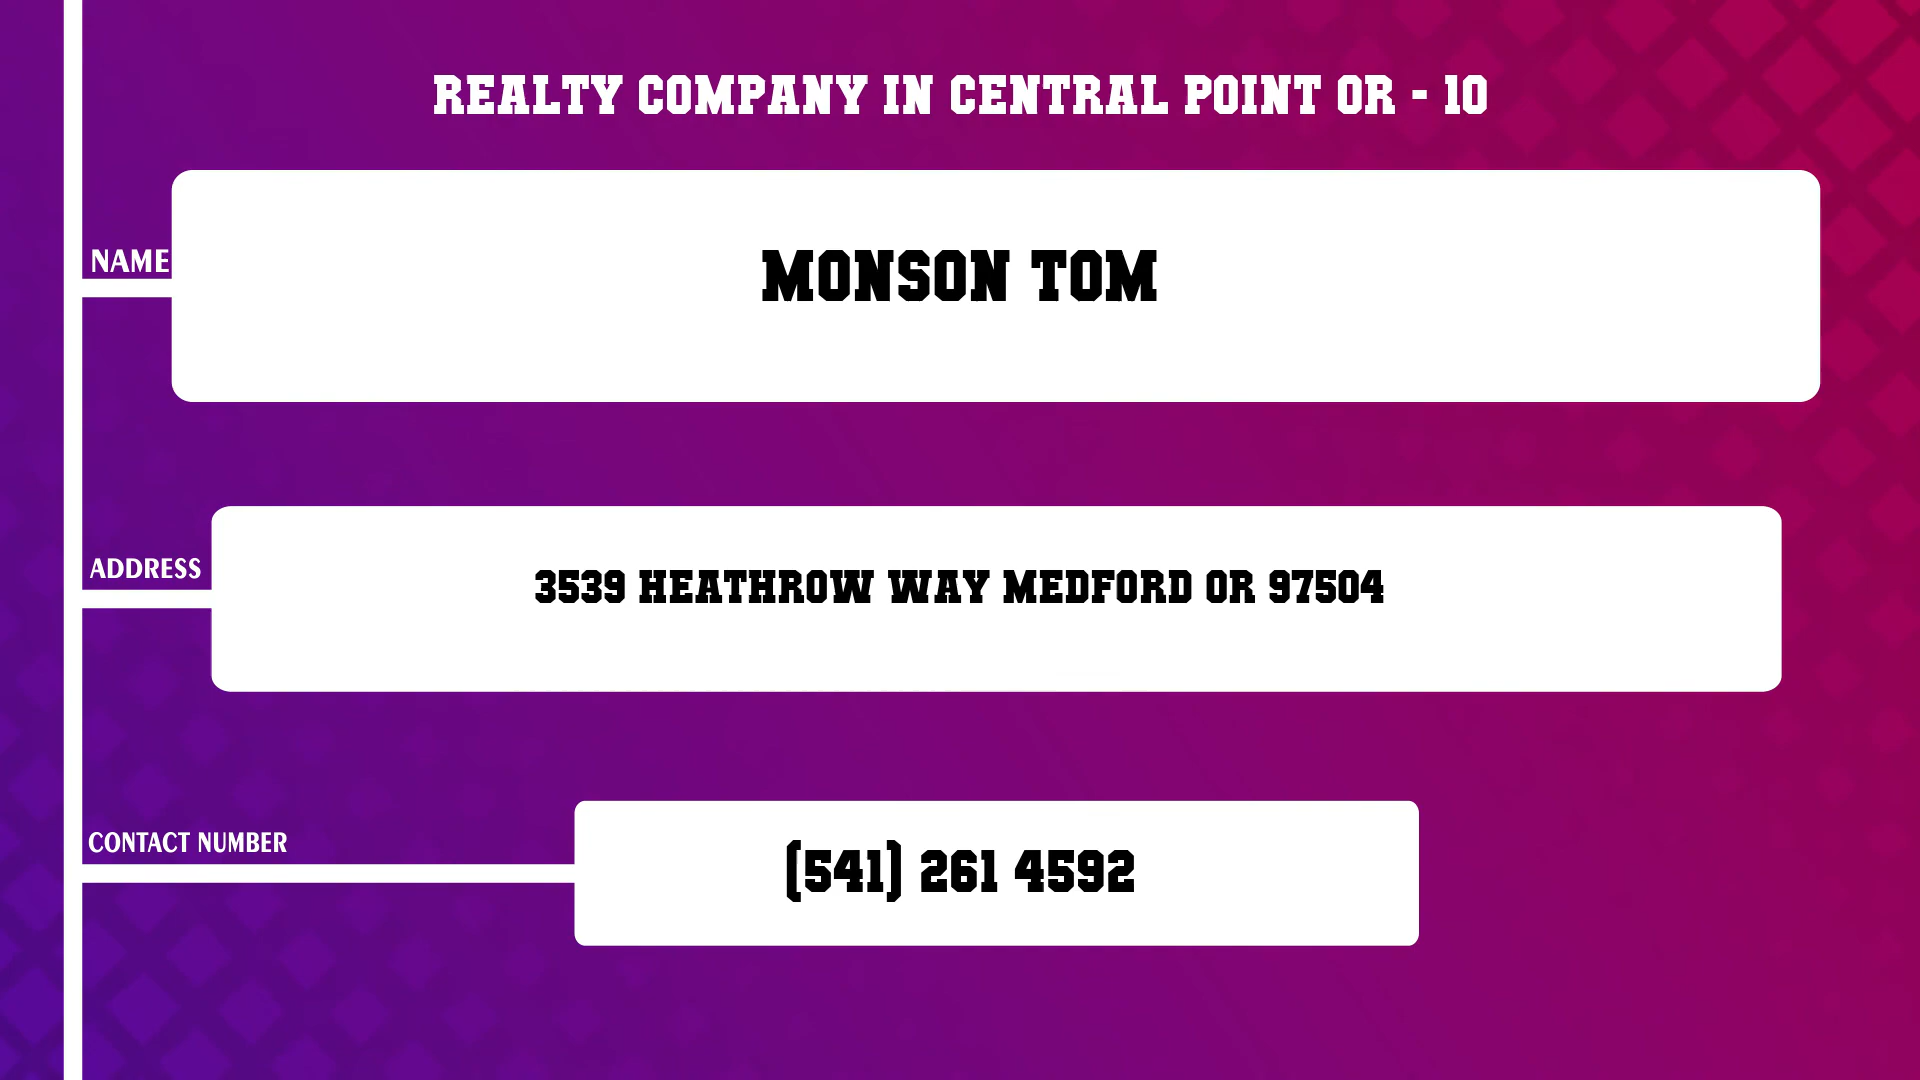 REALTY COMPANY IN CENTRAL POINT OR - 10
NAME
MONSON TOM
ADDRESS
3539 HEATHROW WAY MEDFORD OR 97504
CONTACT NUMBER
(541) 261 4592